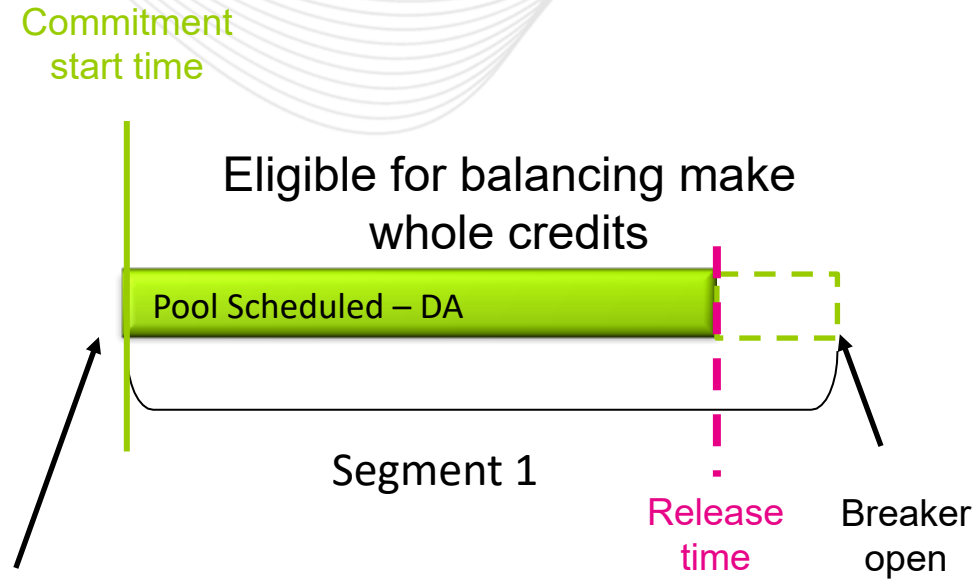 Commitment
start time
Eligible for balancing make
whole credits
Pool Scheduled – DA
Segment 1
Release
time
Breaker
open